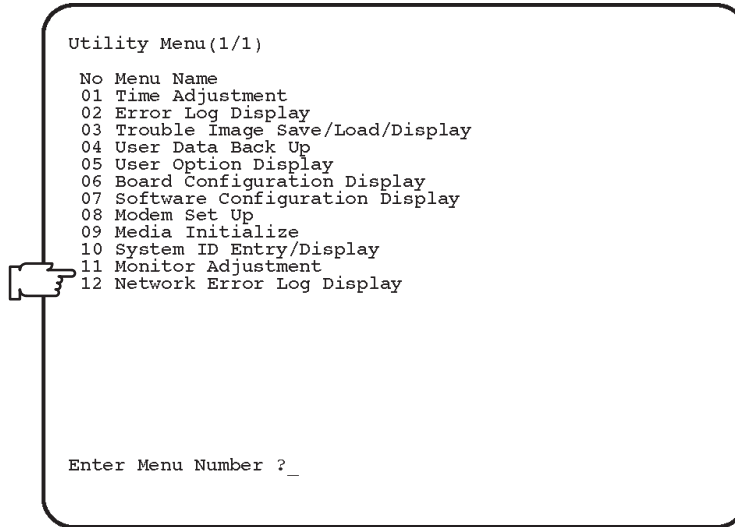 Utility Menu(1/1)
No Menu Name
01 Time Adjustment
02 Error Log Display
03 Trouble Image Save/Load/Display
04 User Data Back Up
05 User Option Display
06 Board Configuration Display
07 Software Configuration Display
08 Modem Set Up
09 Media Initialize
10 System ID Entry/Display
11 Monitor Adjustment
12 Network Error Log Display
Enter Menu Number ?_